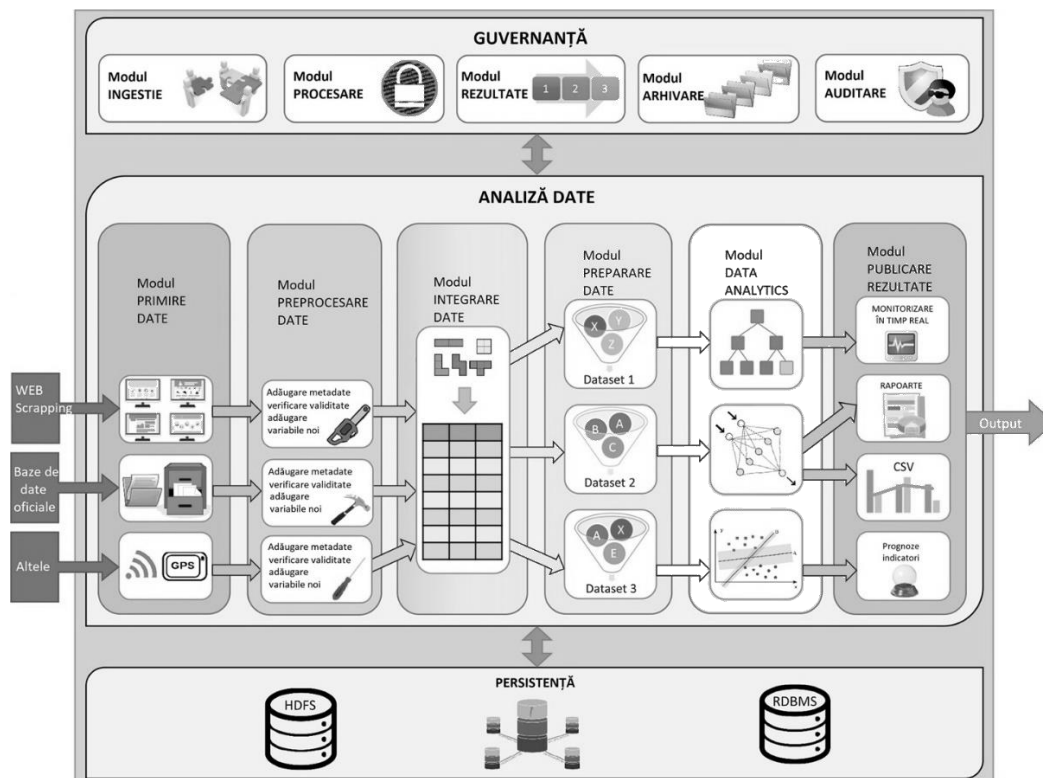 GUVERNANȚĂ
Modul
INGESTIE
Modul
PROCESARE
Modul
REZULTATE
1 2 3
Modul
ARHIVARE
Modul
AUDITARE
ANALIZĂ DATE
Modul
PRIMIRE
DATE
Modul
PREPROCESARE
DATE
Modul
INTEGRARE
DATE
Modul
PREPARARE
DATE
Modul
DATA
ANALYTICS
Modul
PUBLICARE
REZULTATE
WEB
Scrapping
Baze de
date
oficiale
Altele
GPS
Adăugare metadate
verificare validitate
adăugare
variabile noi
Adăugare metadate
verificare validitate
adăugare
variabile noi
Adăugare metadate
verificare validitate
adăugare
variabile noi
X Y
Z
Dataset 1
B A
C
Dataset 2
A X
E
Dataset 3
MONITORIZARE
ÎN TIMP REAL
RAPOARTE
CSV
Prognoze
indicatori
Output
PERSISTENȚĂ
HDFS
RDBMS